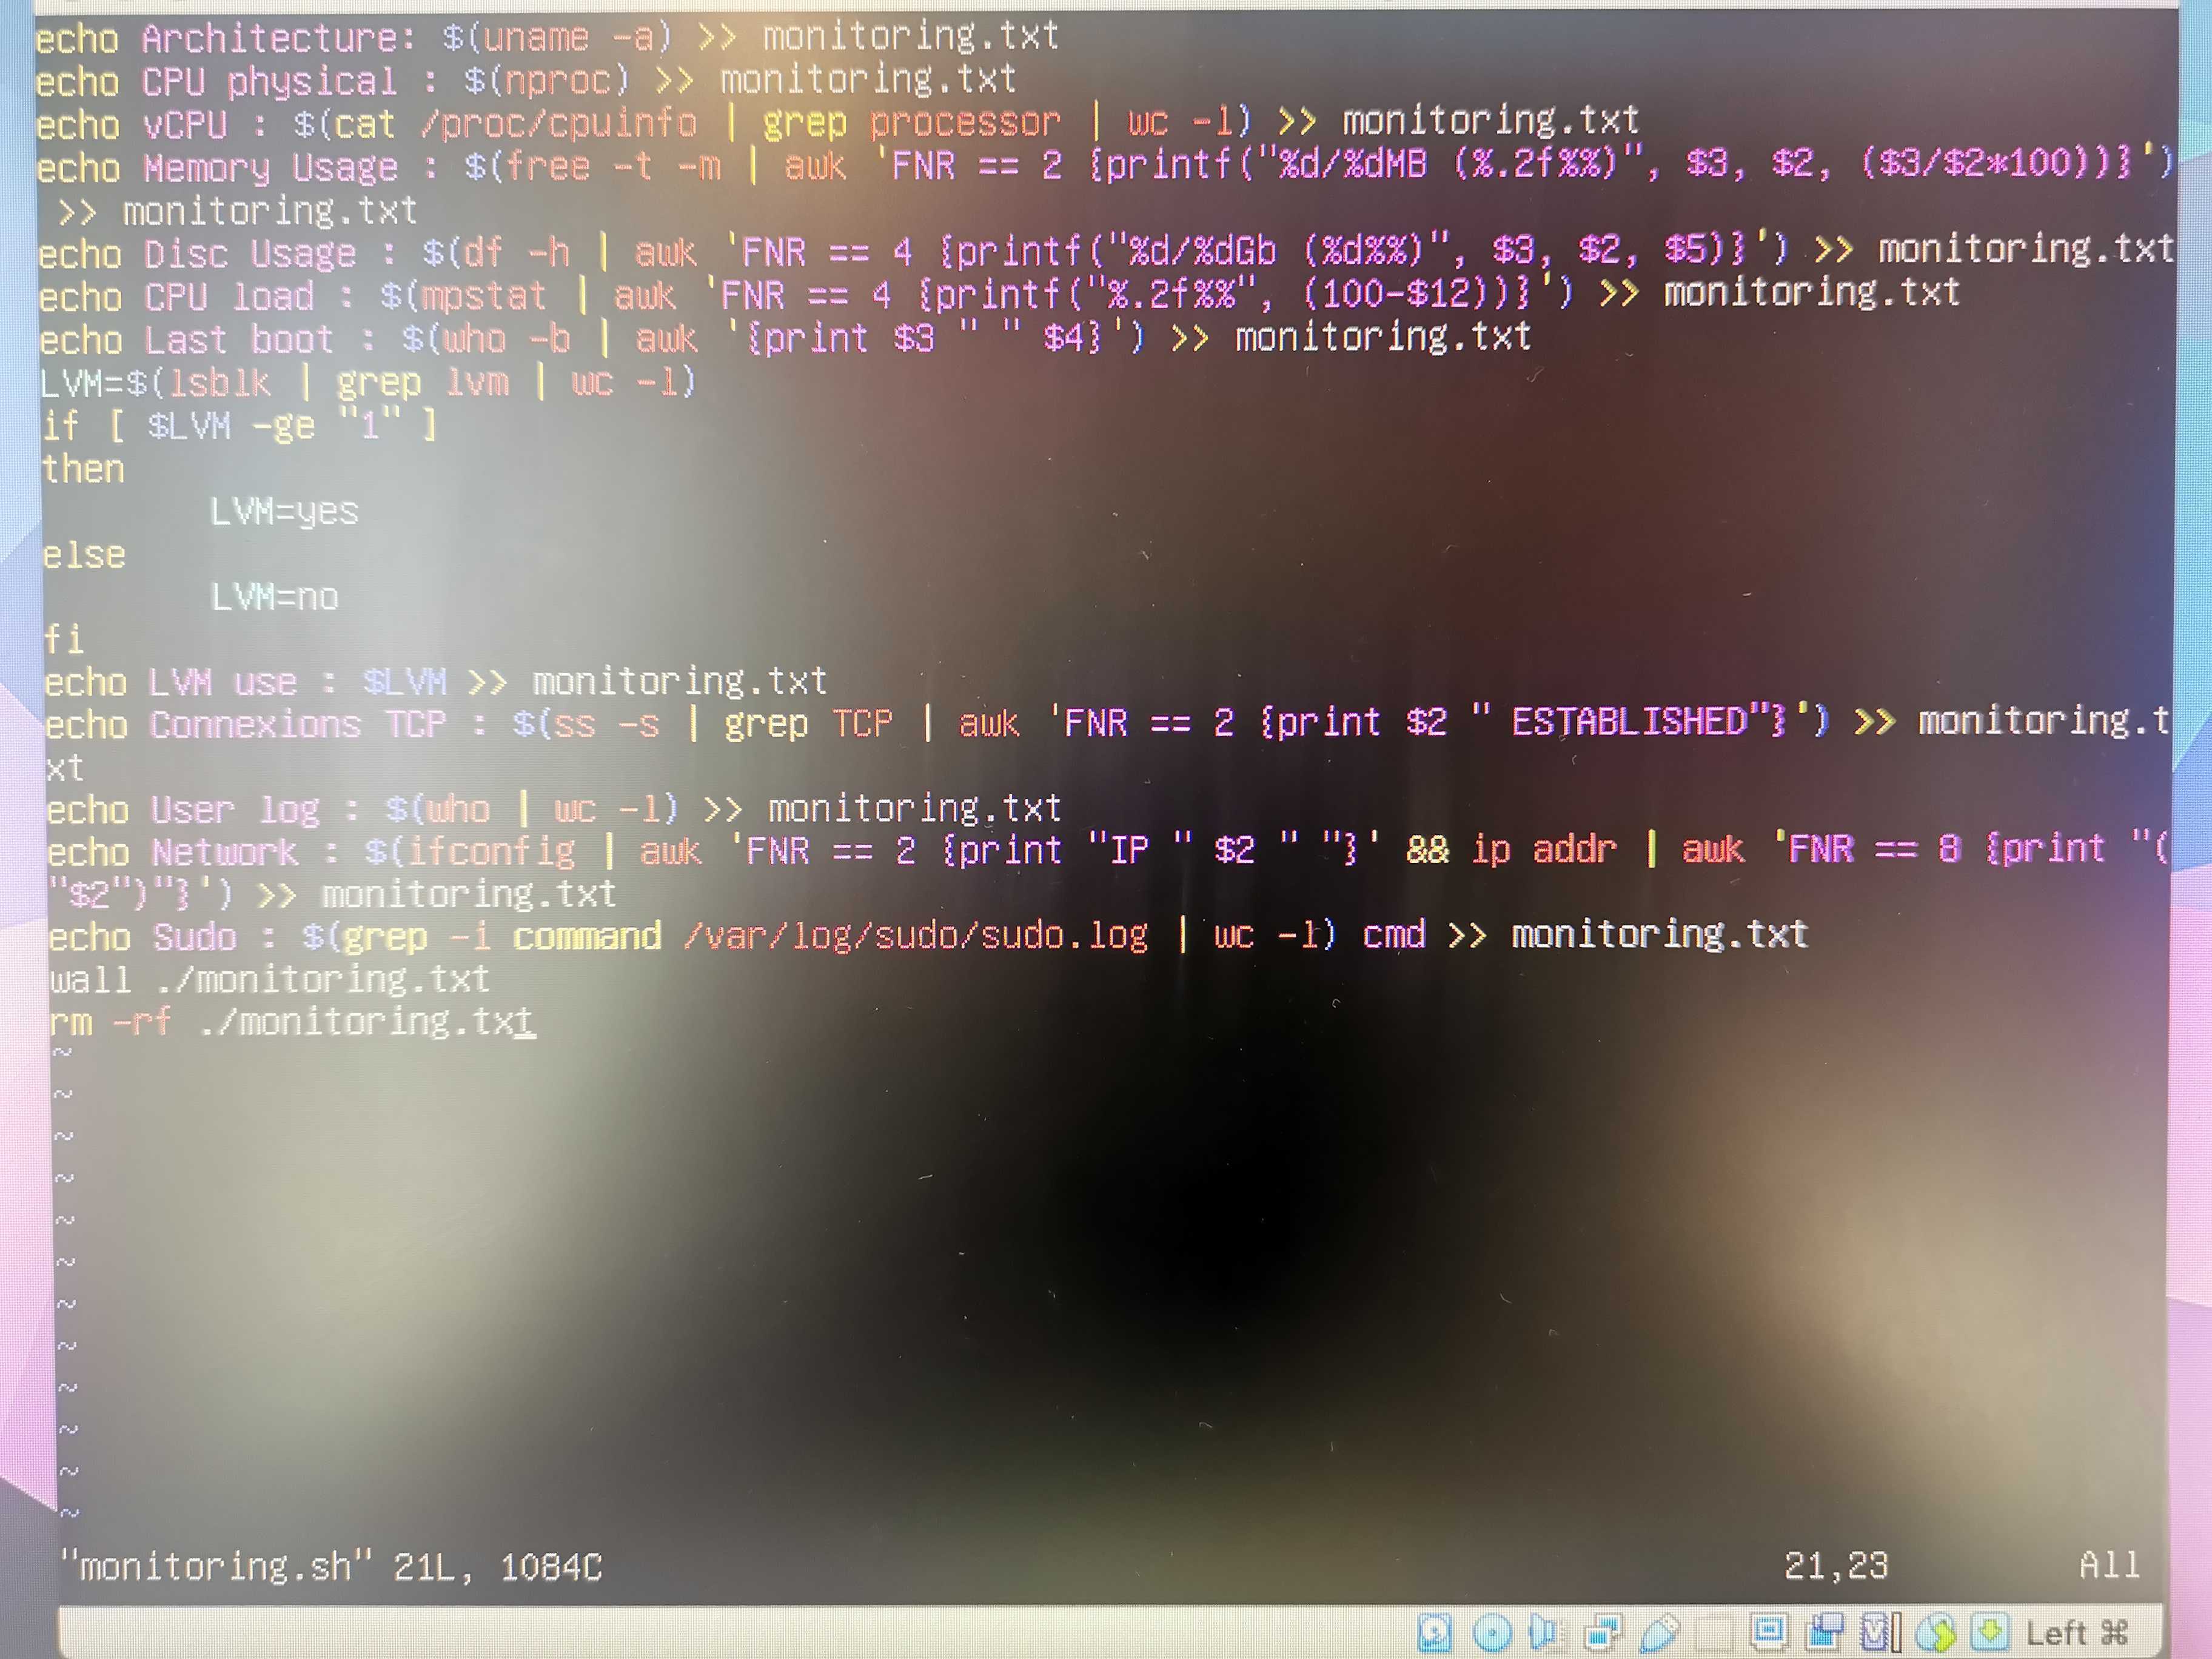 echo Architecture: $(uname -a) >> monitoring.txt
echo CPU physical : $(nproc) >> monitoring.txt
echo vCPU : $(cat /proc/cpuinfo | grep processor | wc -l) >> monitoring.txt
echo Memory Usage : $(free -t -m | awk 'FNR == 2 {printf("%d/%dMB (%.2f%%)", $3, $2, ($3/$2*100))}')
 >> monitoring.txt
echo Disc Usage : $(df -h | awk 'FNR == 4 {printf("%d/%dGb (%d%%)", $3, $2, $5)}') >> monitoring.txt
echo CPU load : $(mpstat | awk 'FNR == 4 {printf("%.2f%%", (100-$12))}') >> monitoring.txt
echo Last boot : $(who -b | awk '{print $3 " " $4}') >> monitoring.txt
LVM=$(lsblk | grep lvm | wc -l)
if [ $LVM -ge "1" ]
then
        LVM=yes
else
        LVM=no
fi
echo LVM use : $LVM >> monitoring.txt
echo Connexions TCP : $(ss -s | grep TCP | awk 'FNR == 2 {print $2 " ESTABLISHED"}') >> monitoring.t
xt
echo User log : $(who | wc -l) >> monitoring.txt
echo Network : $(ifconfig | awk 'FNR == 2 {print "IP " $2 " "}' && ip addr | awk 'FNR == 8 {print "(
"$2")"}') >> monitoring.txt
echo Sudo : $(grep -i command /var/log/sudo/sudo.log | wc -l) cmd >> monitoring.txt
wall ./monitoring.txt
rm -rf ./monitoring.txt
~
~
~
~
~
~
~
~
~
~
~
~
"monitoring.sh" 21L, 1084C 21,23 All
Left ⌘